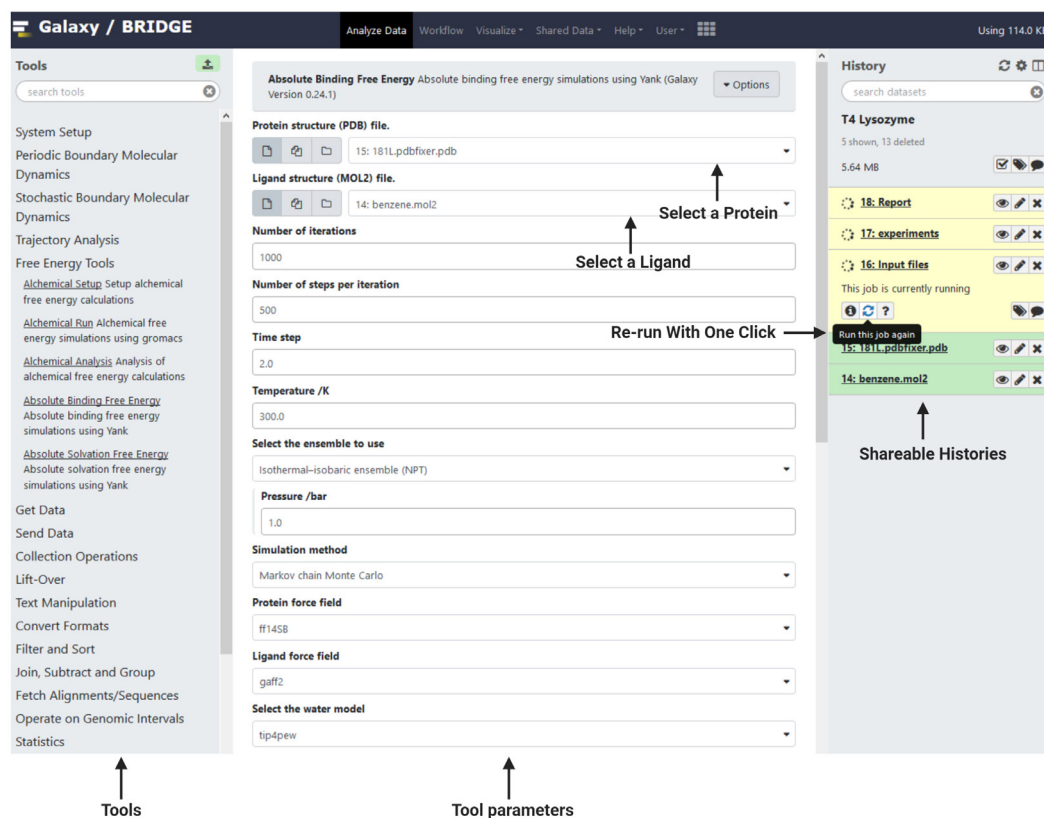 Galaxy / BRIDGE
Analyze Data Workflow Visualize Shared Data Help User
Using 114.0 KB
Tools
search tools
System Setup
Periodic Boundary Molecular
Dynamics
Stochastic Boundary Molecular
Dynamics
Trajectory Analysis
Free Energy Tools
Alchemical Setup Setup alchemical
free energy calculations
Alchemical Run Alchemical free
energy simulations using gromacs
Alchemical Analysis Analysis of
alchemical free energy calculations
Absolute Binding Free Energy
Absolute binding free energy
simulations using Yank
Absolute Solvation Free Energy
Absolute solvation free energy
simulations using Yank
Get Data
Send Data
Collection Operations
Lift-Over
Text Manipulation
Convert Formats
Filter and Sort
Join, Subtract and Group
Fetch Alignments/Sequences
Operate on Genomic Intervals
Statistics
Tools
Absolute Binding Free Energy Absolute binding free energy simulations using Yank (Galaxy
Version 0.24.1)
Options
Protein structure (PDB) file.
15: 181L.pdbfixer.pdb
Ligand structure (MOL2) file.
14: benzene.mol2
Select a Protein
Number of iterations
1000
Select a Ligand
Number of steps per iteration
500
Re-run With One Click
Time step
2.0
Temperature /K
300.0
Select the ensemble to use
Isothermal–isobaric ensemble (NPT)
Pressure /bar
1.0
Simulation method
Markov chain Monte Carlo
Protein force field
ff14SB
Ligand force field
gaff2
Select the water model
tip4pew
Tool parameters
History
search datasets
T4 Lysozyme
5 shown, 13 deleted
5.64 MB
18: Report
17: experiments
16: Input files
This job is currently running
Run this job again
15: 181L.pdbfixer.pdb
14: benzene.mol2
Shareable Histories